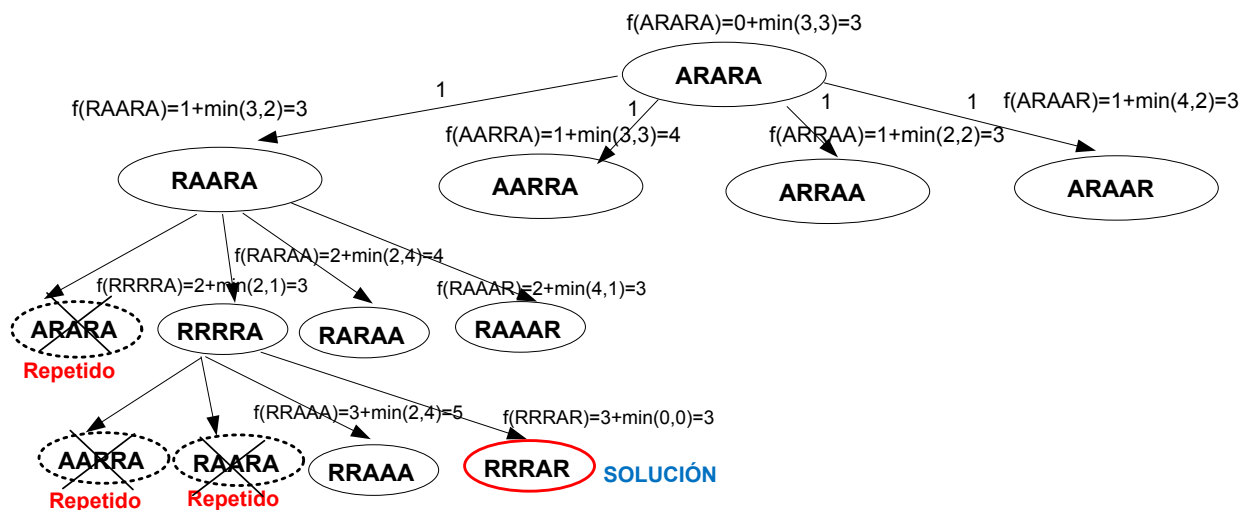 f(ARARA)=0+min(3,3)=3
ARARA
1
1
1
1
f(RAARA)=1+min(3,2)=3
f(AARRA)=1+min(3,3)=4
f(ARRAA)=1+min(2,2)=3
f(ARAAR)=1+min(4,2)=3
RAARA
AARRA
ARRAA
ARAAR
f(RARAA)=2+min(2,4)=4
f(RRRRA)=2+min(2,1)=3
f(RAAAR)=2+min(4,1)=3
ARARA
RRRRA
RARAA
RAAAR
Repetido
f(RRAAA)=3+min(2,4)=5
f(RRRAR)=3+min(0,0)=3
AARRA
RAARA
RRAAA
RRRAR
SOLUCIÓN
Repetido
Repetido